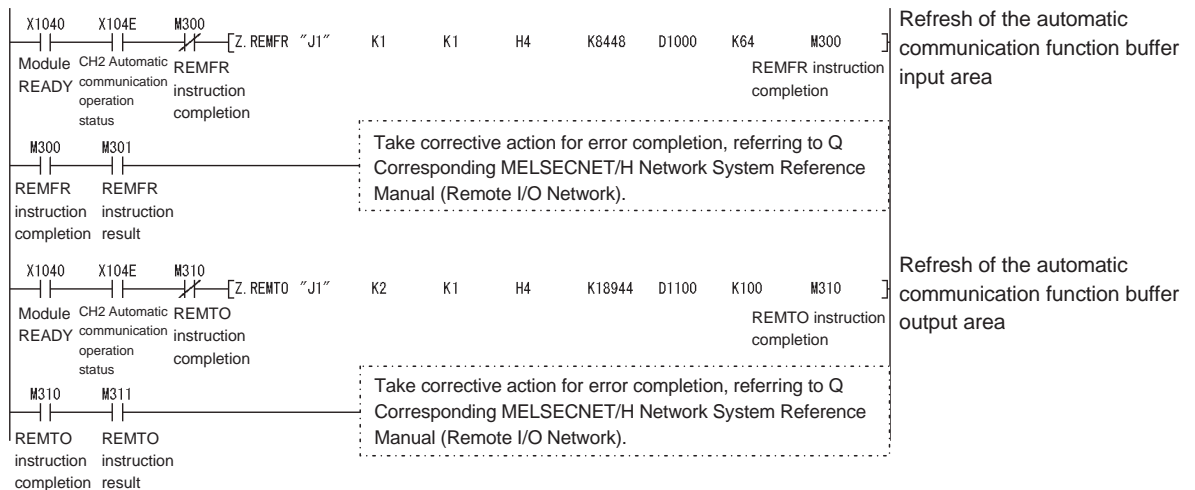 X1040 X104E M300
Z.REMFR "J1" K1 K1 H4 K8448 D1000 K64 M300
Module READY
CH2 Automatic communication operation status
REMFR instruction completion
REMFR instruction completion
Refresh of the automatic
communication function buffer
input area
M300 M301
REMFR instruction completion
REMFR instruction result
Take corrective action for error completion, referring to Q
Corresponding MELSECNET/H Network System Reference
Manual (Remote I/O Network).
X1040 X104E M310
Z.REMTO "J1" K2 K1 H4 K18944 D1100 K100 M310
Module READY
CH2 Automatic communication operation status
REMTO instruction completion
REMTO instruction completion
Refresh of the automatic
communication function buffer
output area
M310 M311
REMTO instruction completion
REMTO instruction result
Take corrective action for error completion, referring to Q
Corresponding MELSECNET/H Network System Reference
Manual (Remote I/O Network).